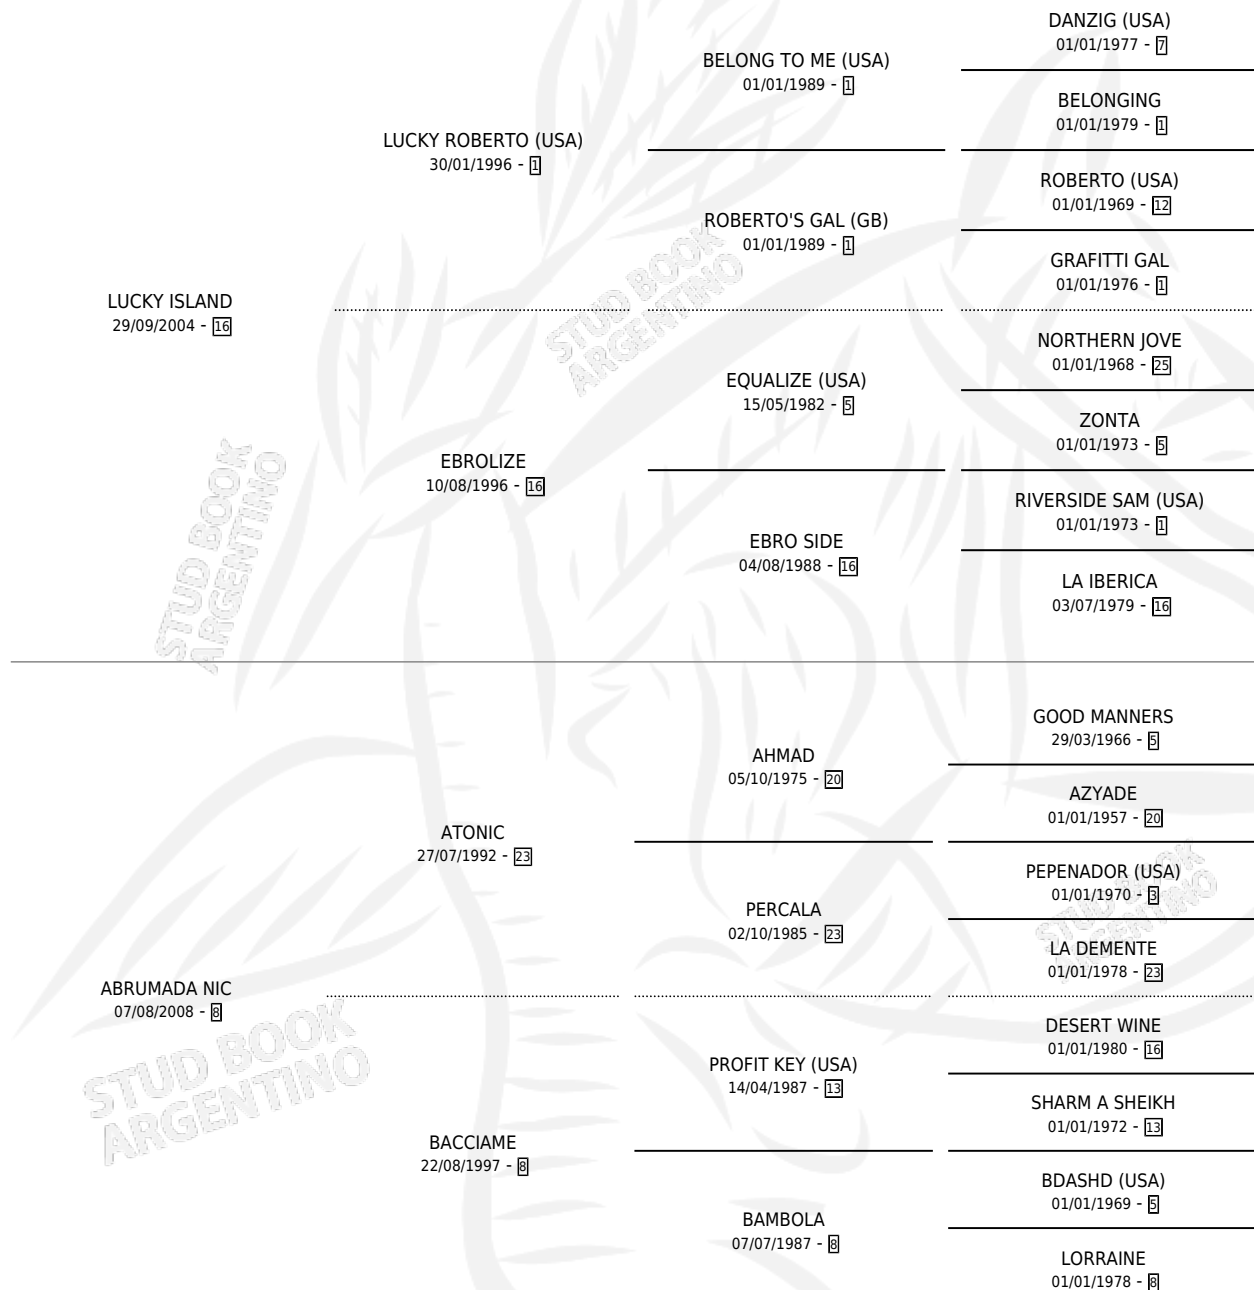 DANZIG (USA)
01/01/1977 - 7
BELONG TO ME (USA)
01/01/1989 - 1
BELONGING
01/01/1979 - 1
LUCKY ROBERTO (USA)
30/01/1996 - 1
ROBERTO (USA)
01/01/1969 - 12
ROBERTO'S GAL (GB)
01/01/1989 - 1
GRAFITTI GAL
01/01/1976 - 1
LUCKY ISLAND
29/09/2004 - 16
STUD BOOK
ARGENTINO
NORTHERN JOVE
01/01/1968 - 25
EQUALIZE (USA)
15/05/1982 - 5
ZONTA
01/01/1973 - 5
EBROLIZE
10/08/1996 - 16
RIVERSIDE SAM (USA)
01/01/1973 - 1
EBRO SIDE
04/08/1988 - 16
LA IBERICA
03/07/1979 - 16
STUD BOOK
ARGENTINO
GOOD MANNERS
29/03/1966 - 5
AHMAD
05/10/1975 - 20
AZYADE
01/01/1957 - 20
ATONIC
27/07/1992 - 23
PEPENADOR (USA)
01/01/1970 - 3
PERCALA
02/10/1985 - 23
STUD BOOK
ARGENTINO
LA DEMENTE
01/01/1978 - 23
ABRUMADA NIC
07/08/2008 - 8
STUD BOOK
ARGENTINO
DESERT WINE
01/01/1980 - 16
PROFIT KEY (USA)
14/04/1987 - 13
SHARM A SHEIKH
01/01/1972 - 13
BACCIAME
22/08/1997 - 8
BDASHD (USA)
01/01/1969 - 5
BAMBOLA
07/07/1987 - 8
LORRAINE
01/01/1978 - 8